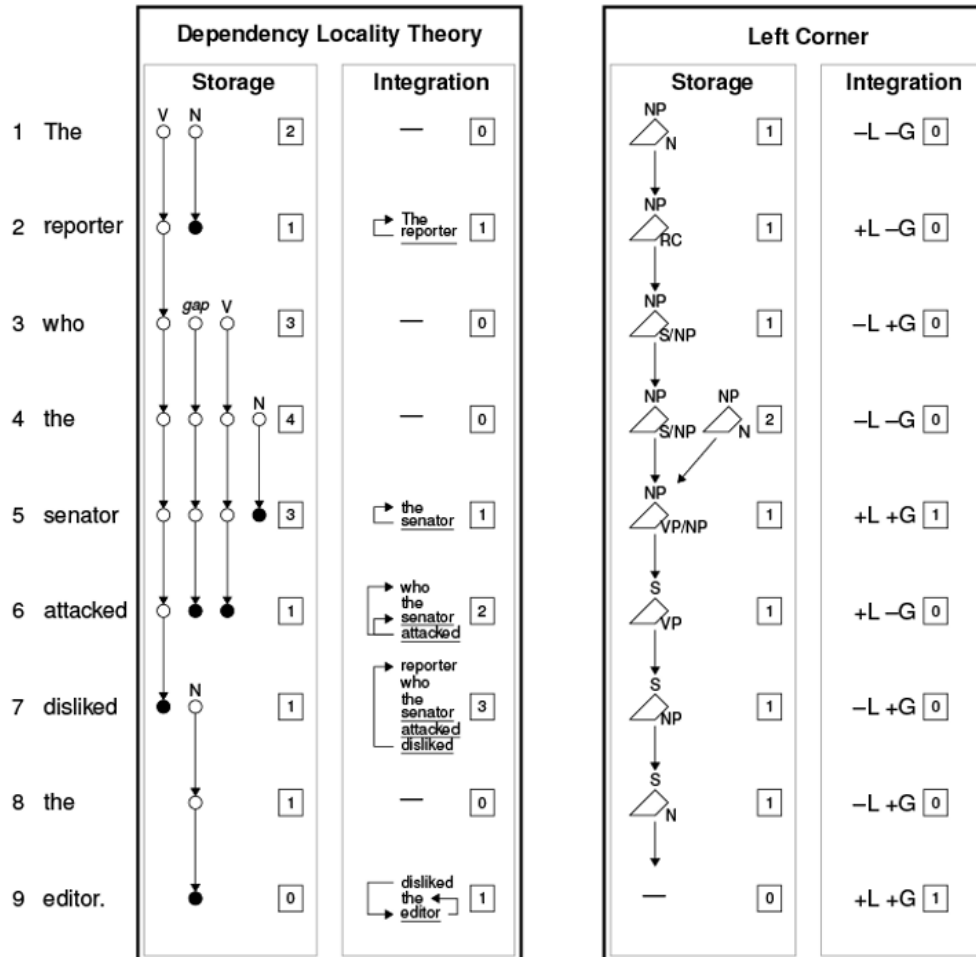 Dependency Locality Theory
Left Corner
Storage
Integration
Storage
Integration
V N
NP
1 The
2
—
0
N
1
–L –G 0
NP
2 reporter
1
The
reporter
1
RC
1
+L –G 0
gap V
NP
3 who
3
—
0
S/NP
1
–L +G 0
N
NP
NP
4 the
4
—
0
S/NP
N
2
–L –G 0
NP
5 senator
3
the
senator
1
VP/NP
1
+L +G 1
S
6 attacked
1
who
the
senator
attacked
2
VP
1
+L –G 0
N
S
7 disliked
1
reporter
who
the
senator
attacked
disliked
3
NP
1
–L +G 0
S
8 the
1
—
0
N
1
–L +G 0
9 editor.
0
disliked
the
editor
1
—
0
+L +G 1